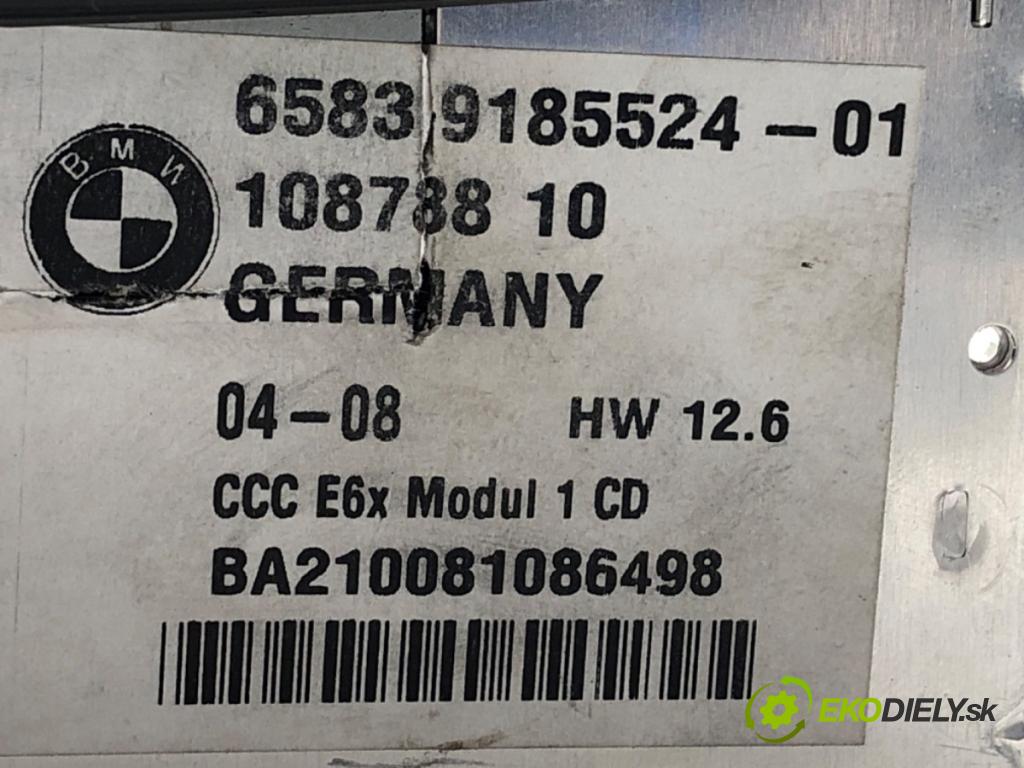 6583 9185524-01
BMW
108788 10
GERMANY
04-08 HW 12.6
CCC E6x Modul 1 CD
BA210081086498
EKODIELY.sk